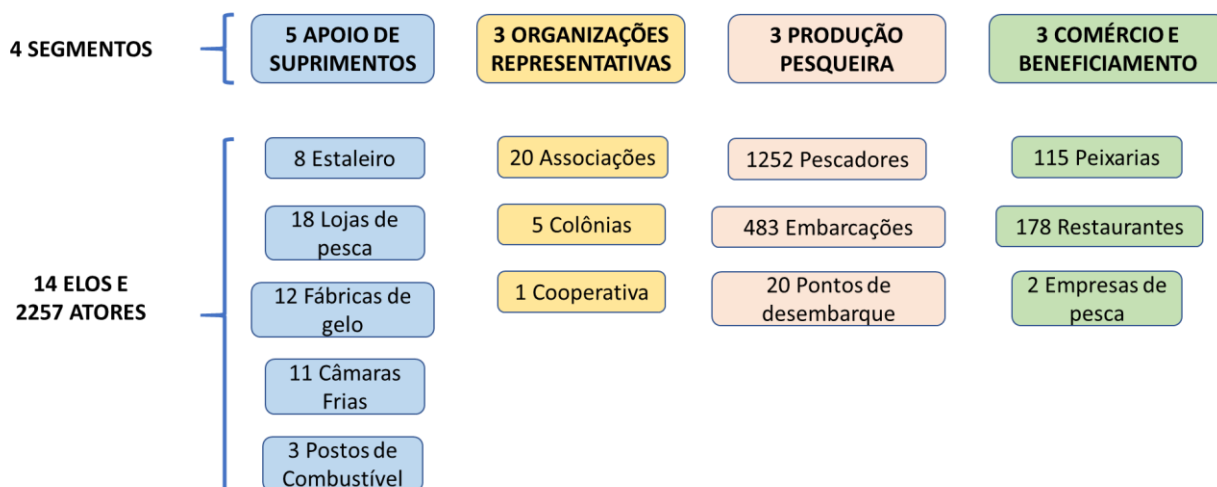 4 SEGMENTOS
5 APOIO DE
SUPRIMENTOS
3 ORGANIZAÇÕES
REPRESENTATIVAS
3 PRODUÇÃO
PESQUEIRA
3 COMÉRCIO E
BENEFICIAMENTO
14 ELOS E
2257 ATORES
8 Estaleiro
18 Lojas de
pesca
12 Fábricas de
gelo
11 Câmaras
Frias
3 Postos de
Combustível
20 Associações
5 Colônias
1 Cooperativa
1252 Pescadores
483 Embarcações
20 Pontos de
desembarque
115 Peixarias
178 Restaurantes
2 Empresas de
pesca